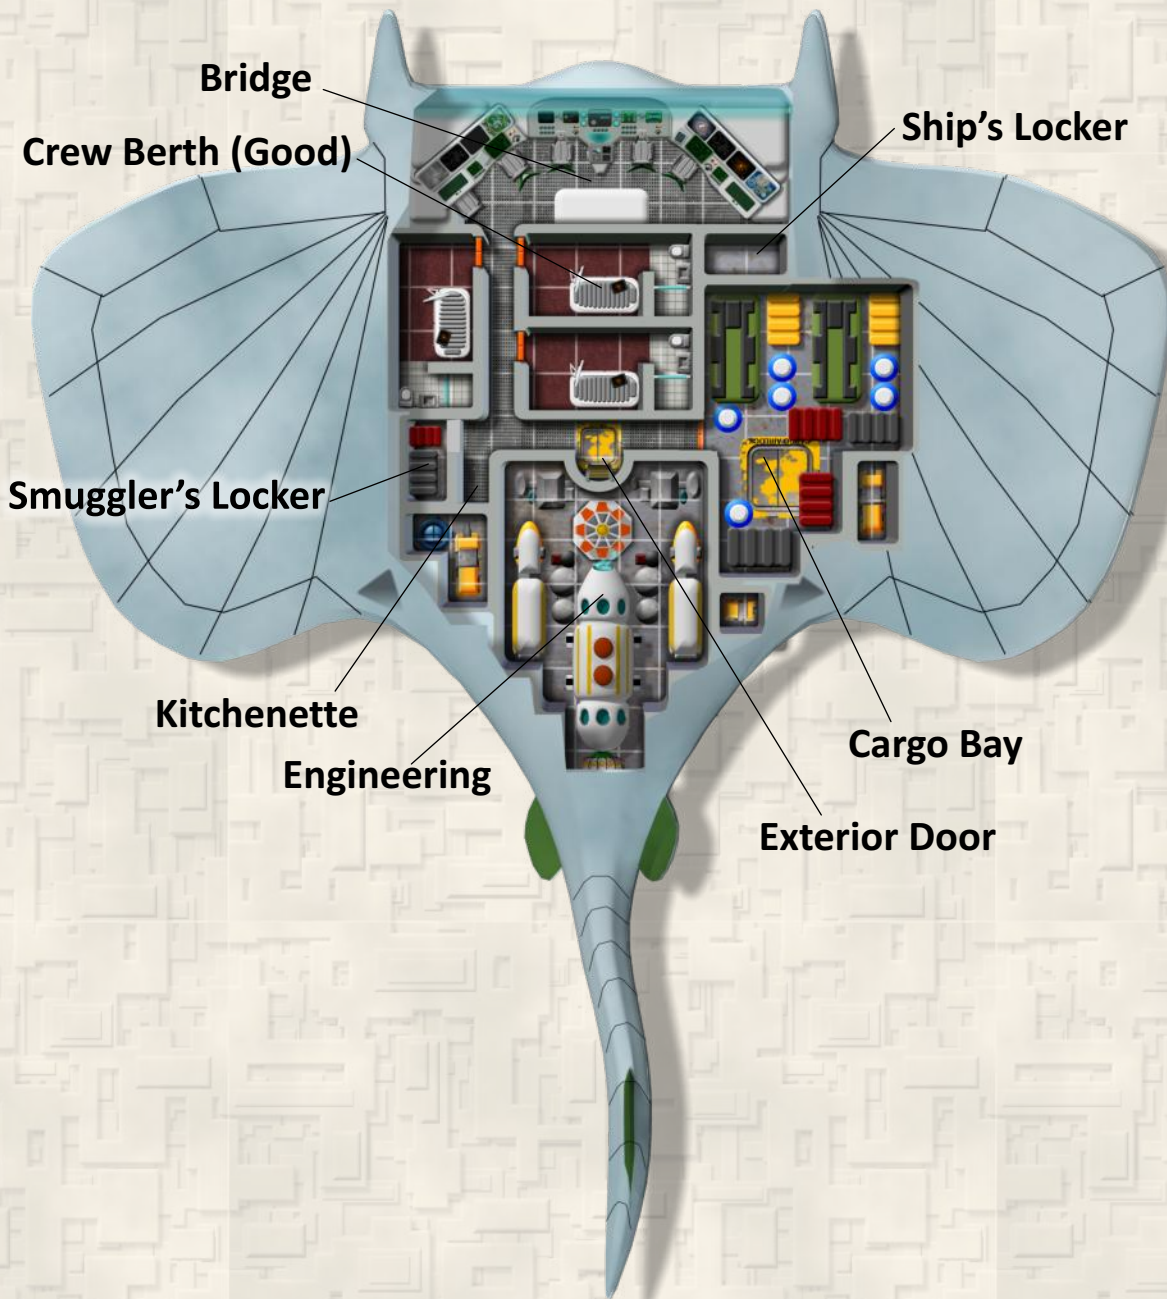 Bridge
Ship's Locker
Crew Berth (Good)
Smuggler's Locker
Kitchenette
Cargo Bay
Engineering
Exterior Door